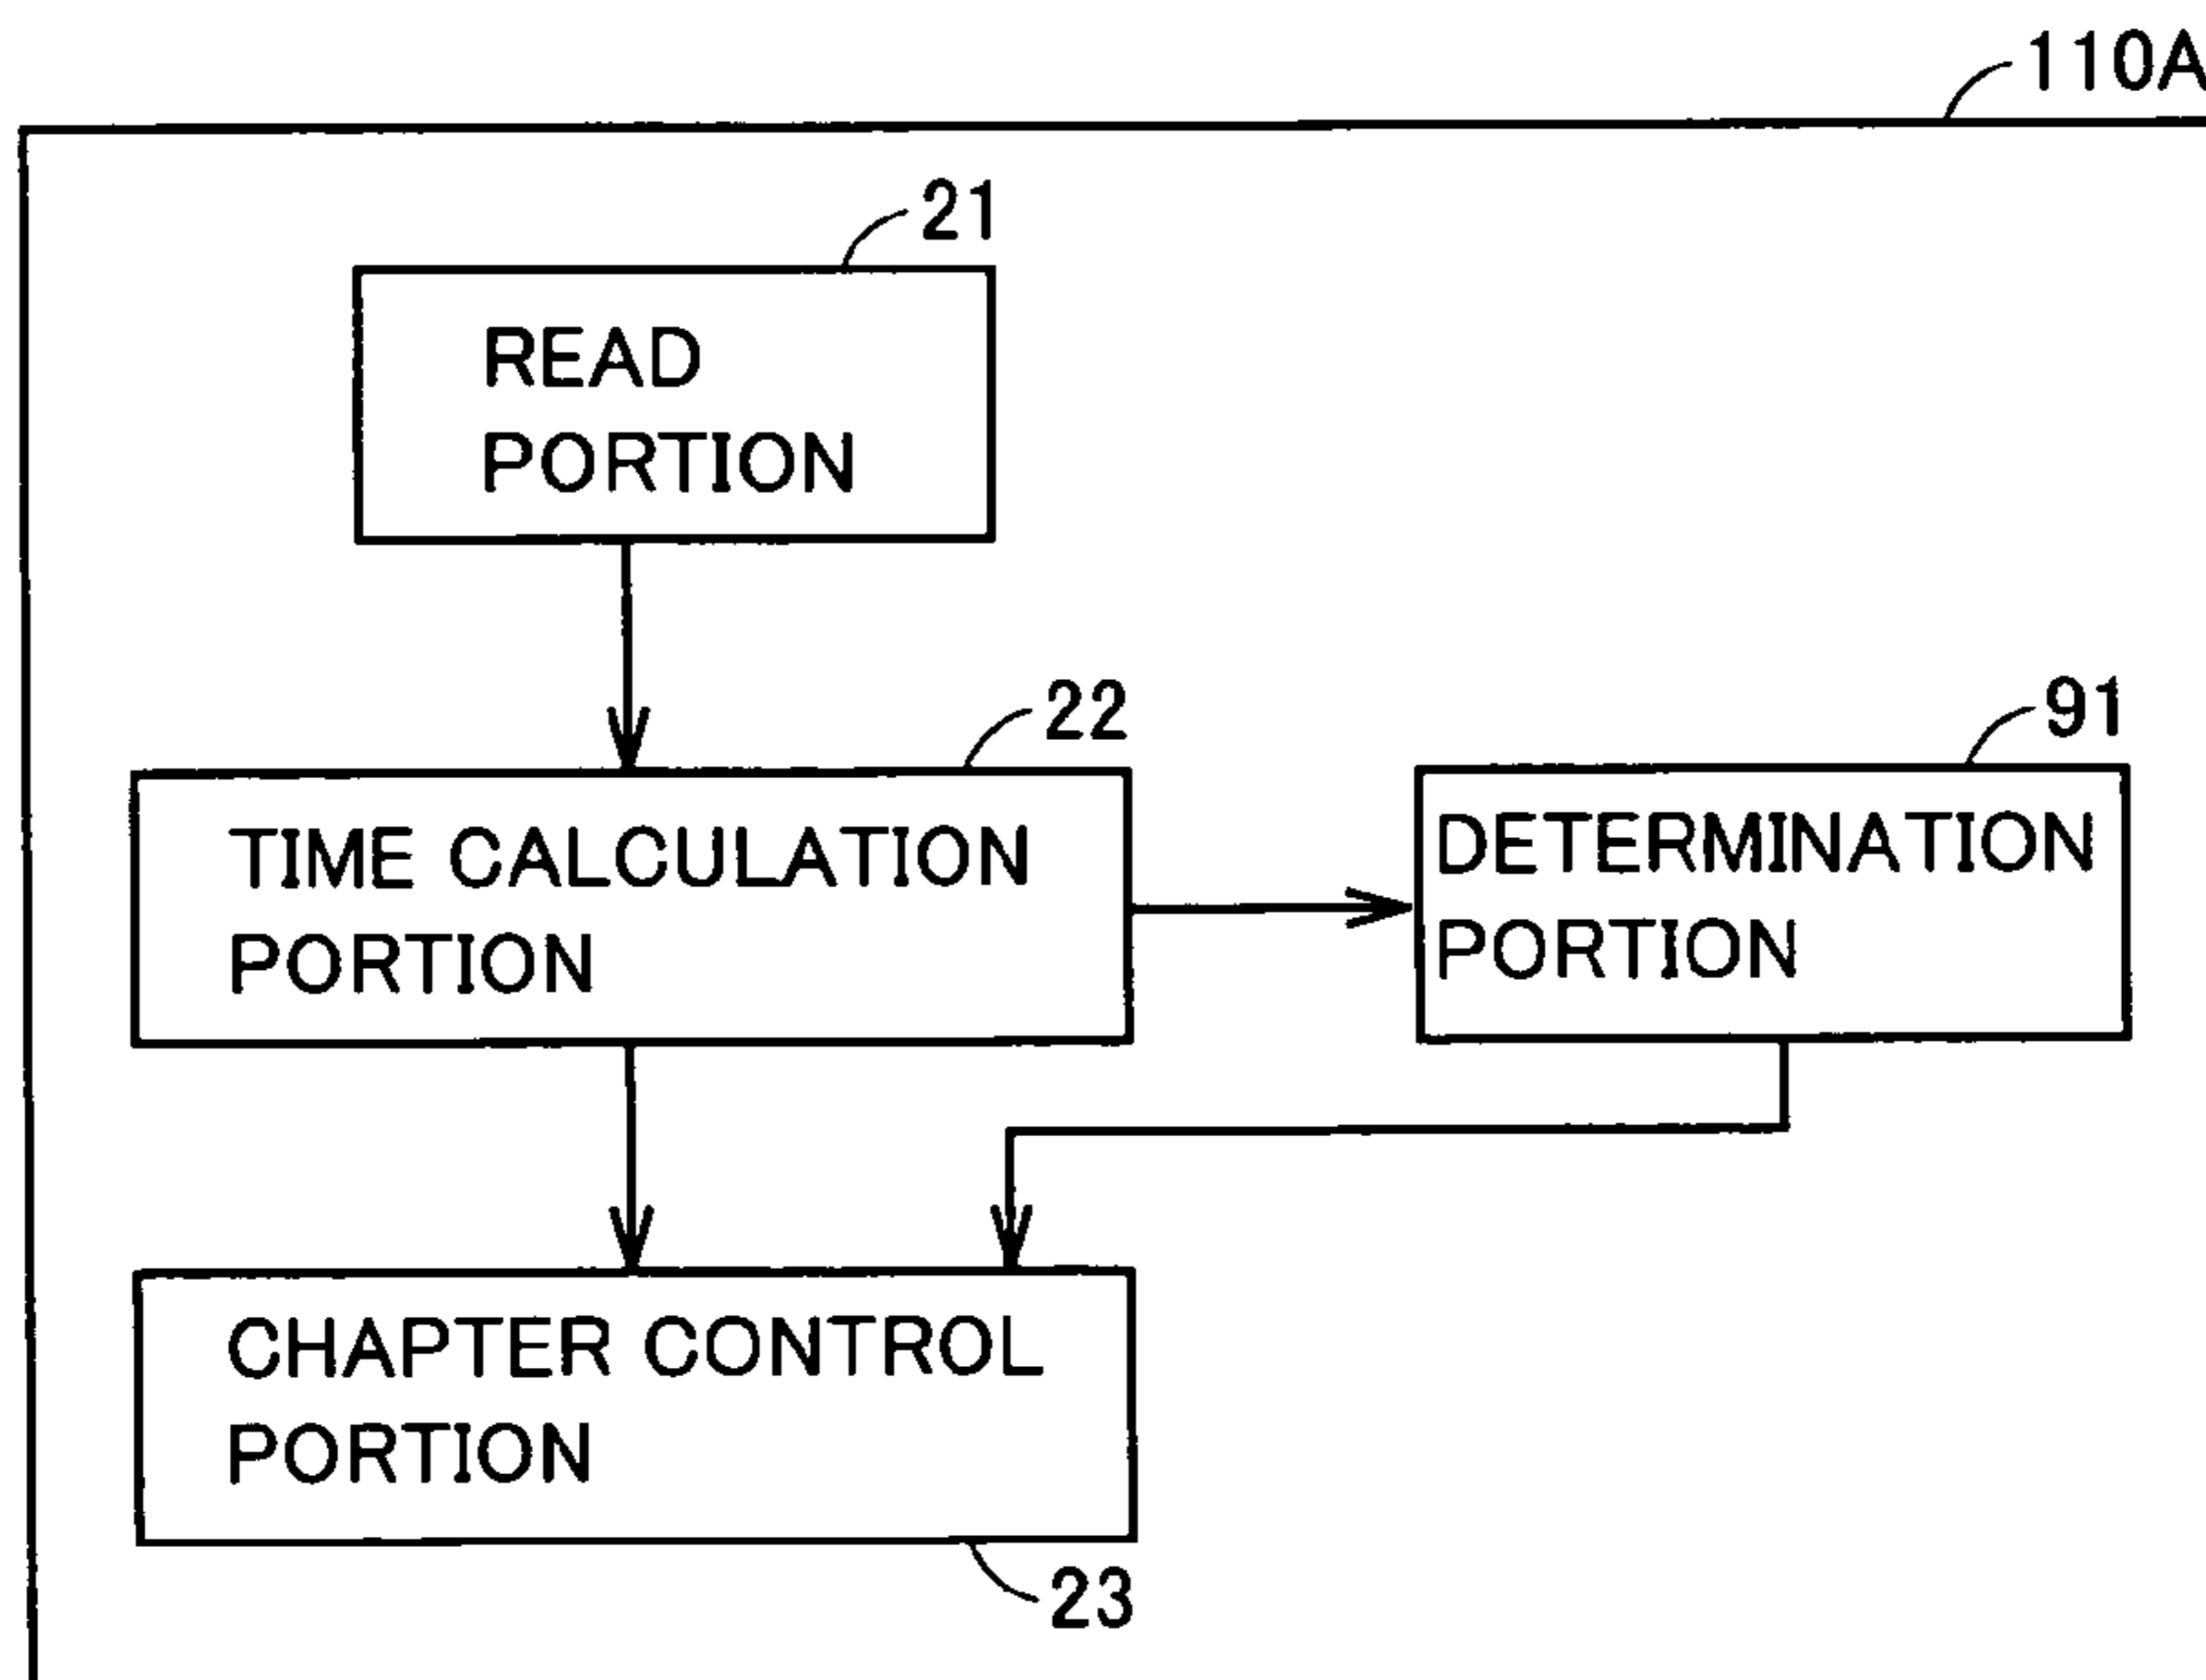 110A
21
READ
PORTION
22
TIME CALCULATION
PORTION
91
DETERMINATION
PORTION
CHAPTER CONTROL
PORTION
23